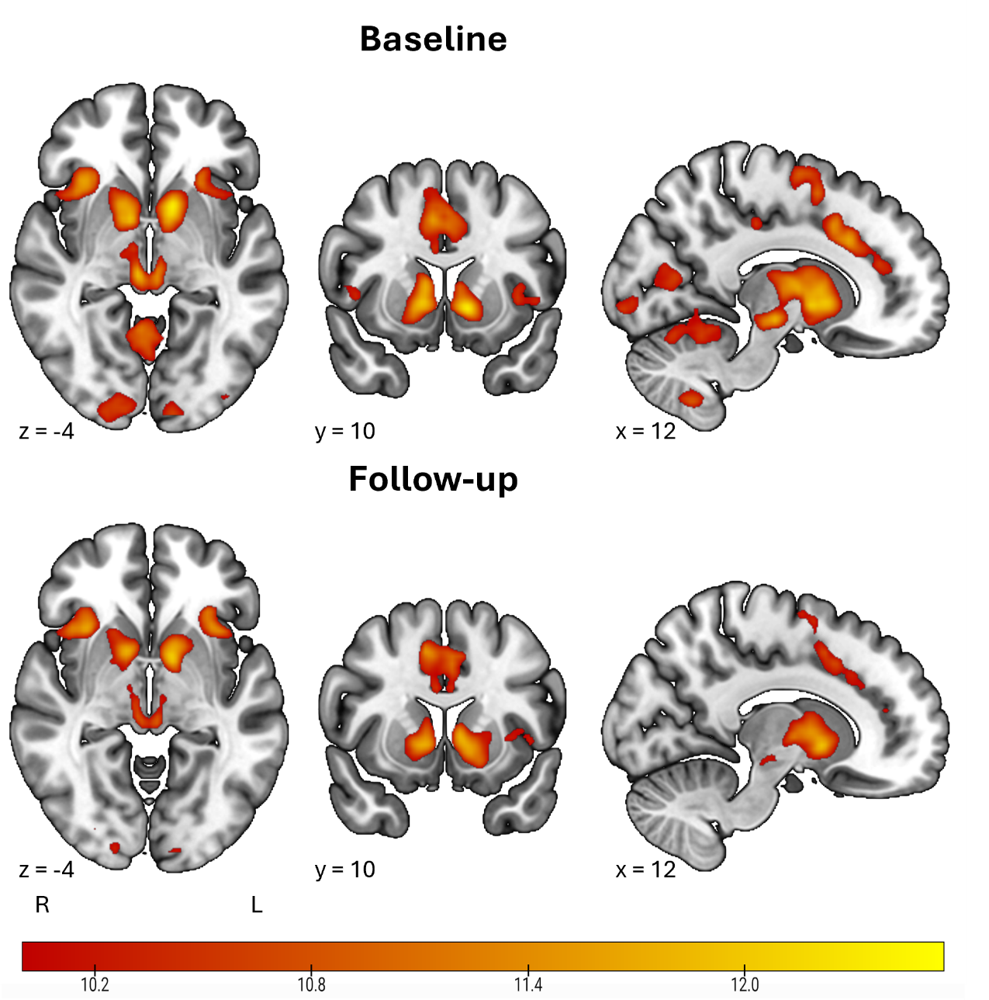 Baseline
z = -4
y = 10
x = 12
Follow-up
z = -4
y = 10
x = 12
R
L
10.2
10.8
11.4
12.0